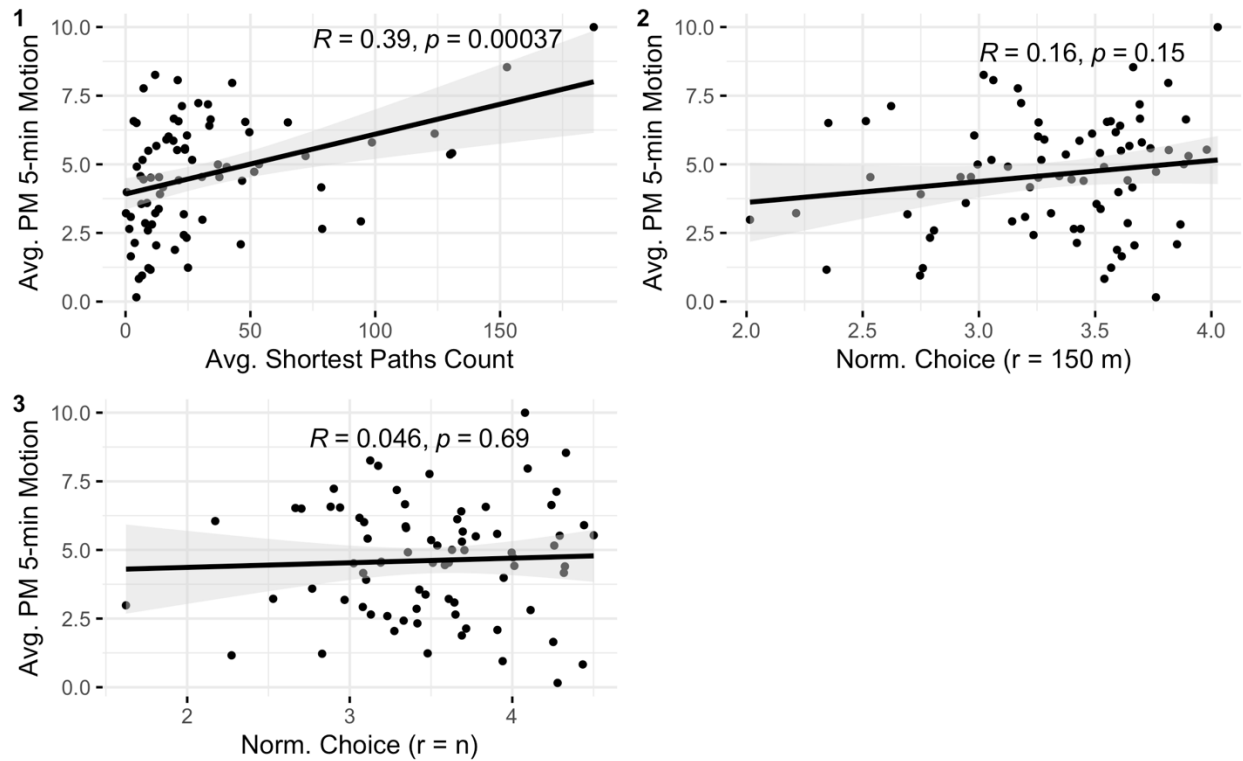 1
Avg. PM 5-min Motion
10.0
7.5
5.0
2.5
0.0
R = 0.39, p = 0.00037
0 50 100 150
Avg. Shortest Paths Count
2
Avg. PM 5-min Motion
10.0
7.5
5.0
2.5
0.0
R = 0.16, p = 0.15
2.0 2.5 3.0 3.5 4.0
Norm. Choice (r = 150 m)
3
Avg. PM 5-min Motion
10.0
7.5
5.0
2.5
0.0
R = 0.046, p = 0.69
2 3 4
Norm. Choice (r = n)